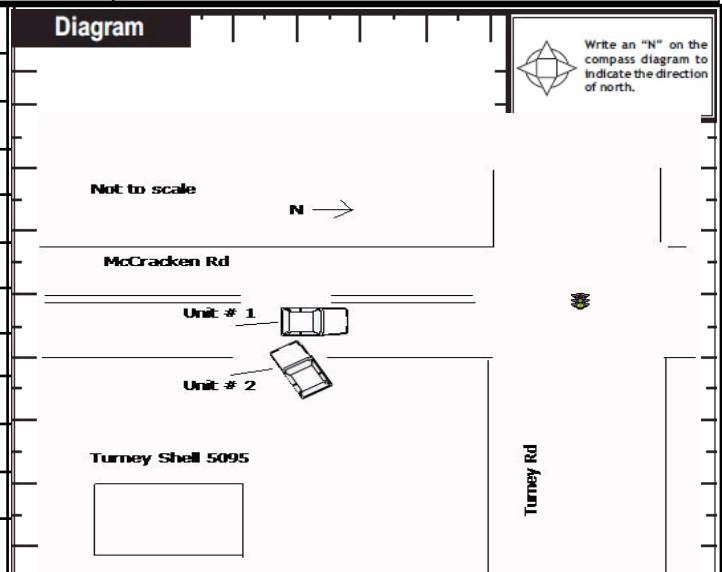 Diagram
Write an “N” on the
compass diagram to
indicate the direction
of north.
Not to scale
N
McCracken Rd
Unit # 1
Unit # 2
Turney Shell 5095
Turney Rd